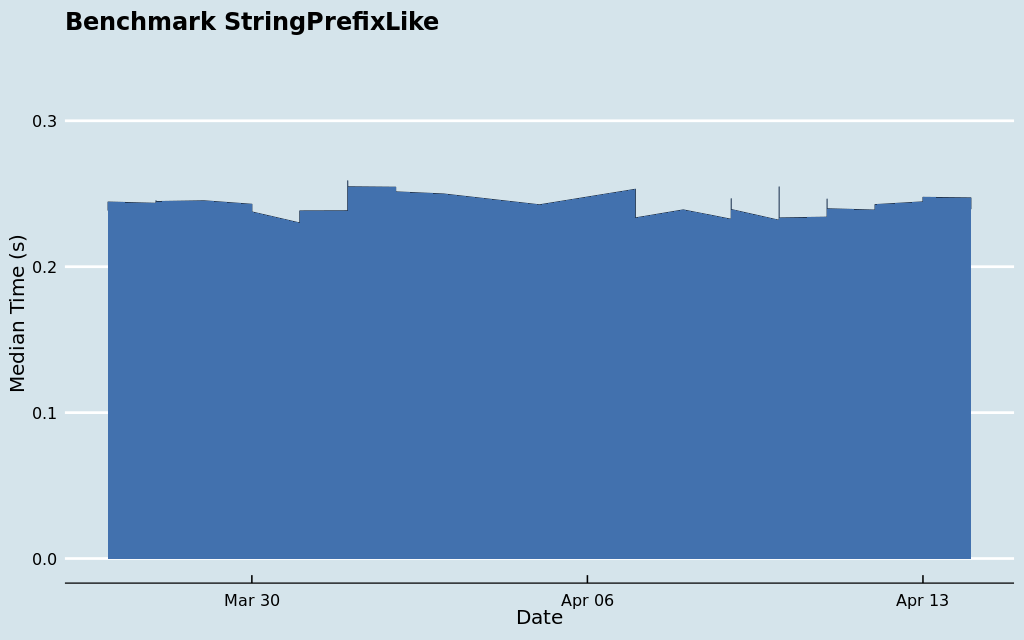 Benchmark StringPrefixLike
Median Time (s)
0.3
0.2
0.1
0.0
Mar 30
Apr 06
Apr 13
Date